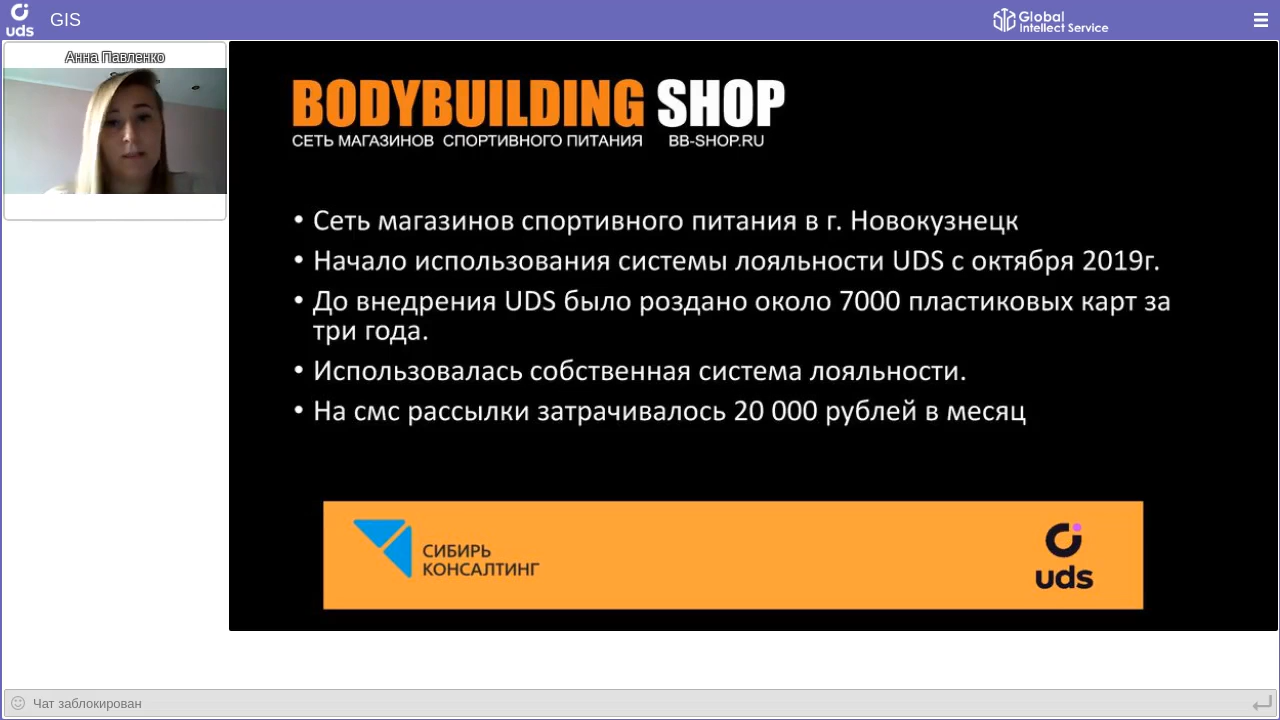 uds
GIS
Global
Intellect Service
Анна Павленко
BODYBUILDING SHOP
СЕТЬ МАГАЗИНОВ СПОРТИВНОГО ПИТАНИЯ BB-SHOP.RU
• Сеть магазинов спортивного питания в г. Новокузнецк
• Начало использования системы лояльности UDS с октября 2019г.
• До внедрения UDS было роздано около 7000 пластиковых карт за
три года.
• Использовалась собственная система лояльности.
• На смс рассылки затрачивалось 20 000 рублей в месяц
СИБИРЬ
КОНСАЛТИНГ
uds
Чат заблокирован